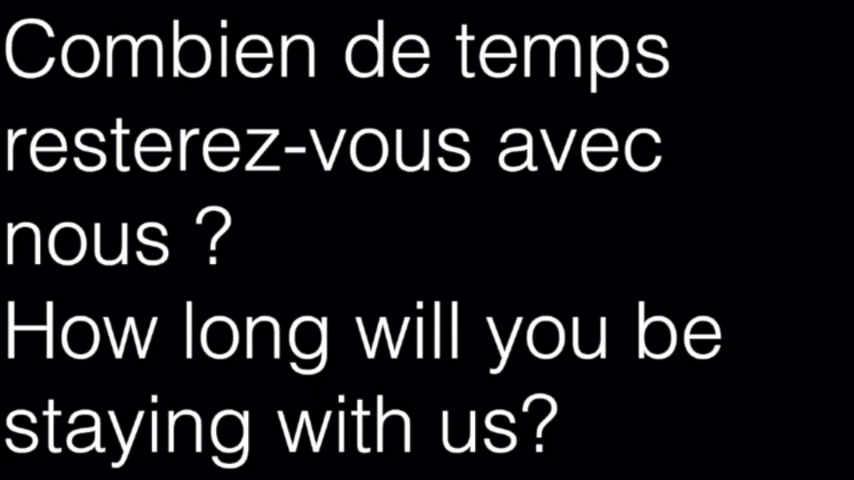 Combien de temps
resterez-vous avec
nous ?
How long will you be
staying with us?